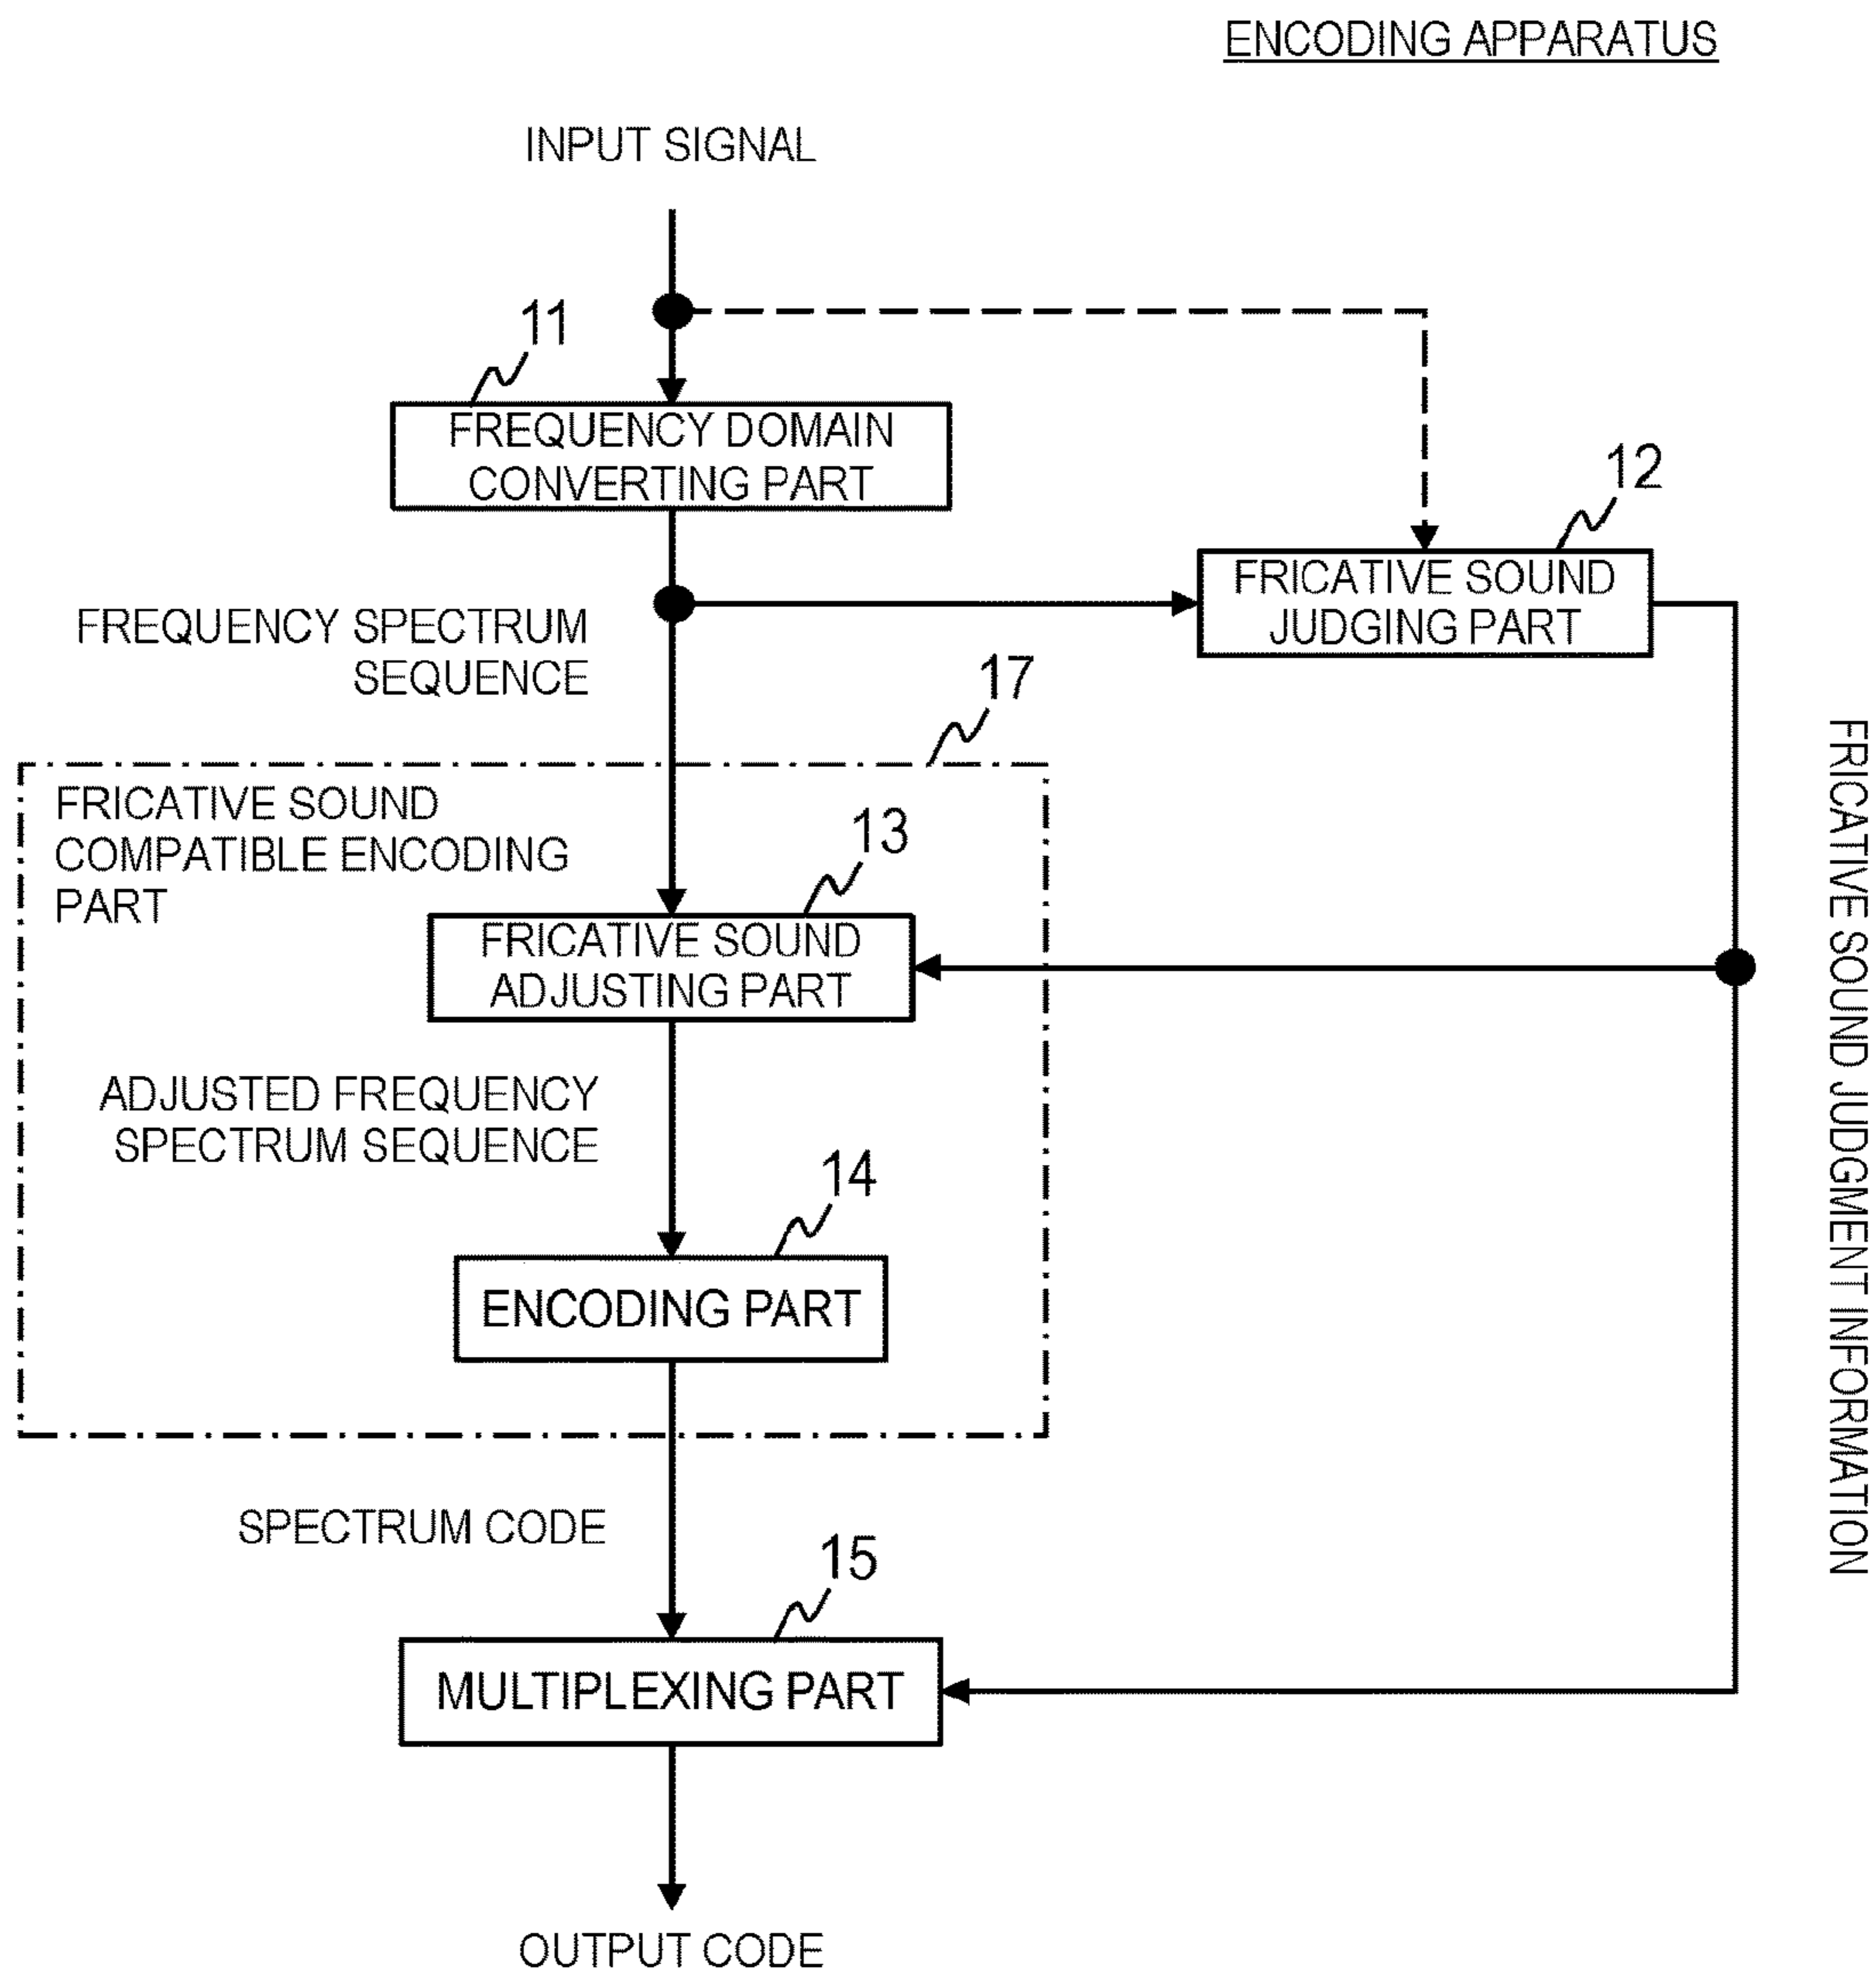 ENCODING APPARATUS
INPUT SIGNAL
11
FREQUENCY DOMAIN
CONVERTING PART
12
FRICATIVE SOUND
JUDGING PART
FREQUENCY SPECTRUM
SEQUENCE
17
FRICATIVE SOUND
COMPATIBLE ENCODING
PART
13
FRICATIVE SOUND
ADJUSTING PART
FRICATIVE SOUND JUDGMENT INFORMATION
ADJUSTED FREQUENCY
SPECTRUM SEQUENCE
14
ENCODING PART
SPECTRUM CODE
15
MULTIPLEXING PART
OUTPUT CODE